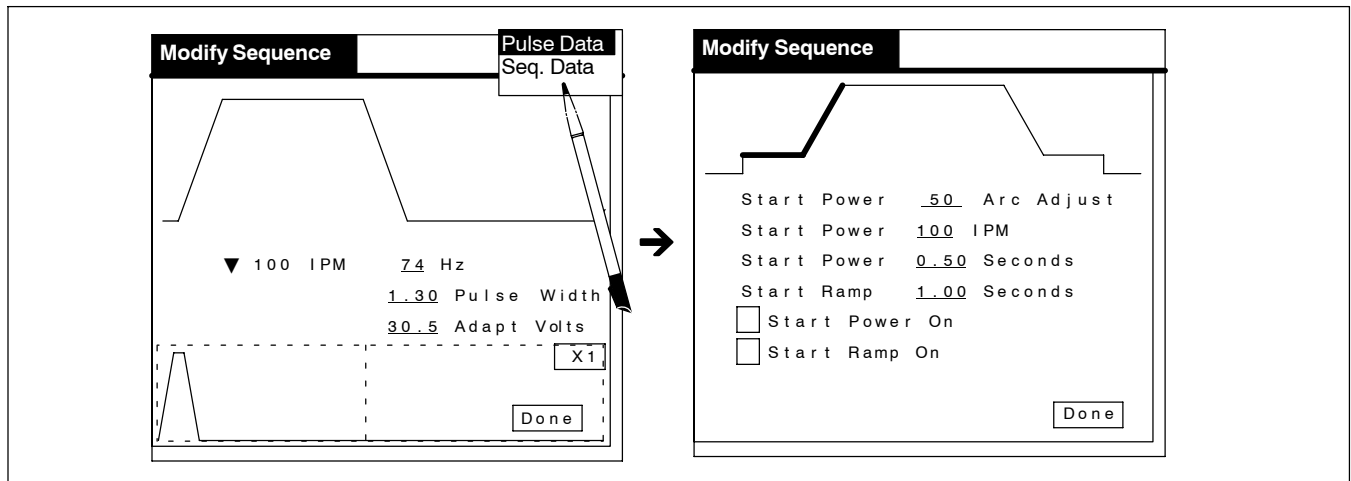 Modify Sequence
Pulse Data
Seq. Data
▼ 100 IPM 74 Hz
1.30 Pulse Width
30.5 Adapt Volts
X1
Done
Modify Sequence
Start Power 50 Arc Adjust
Start Power 100 IPM
Start Power 0.50 Seconds
Start Ramp 1.00 Seconds
Start Power On
Start Ramp On
Done